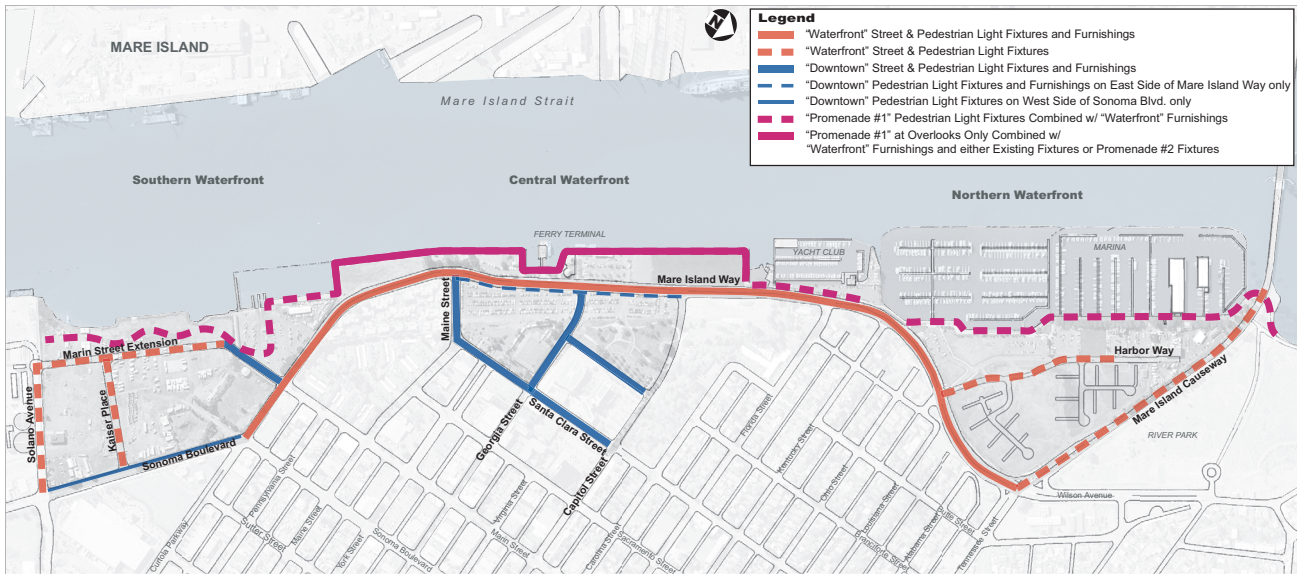 MARE ISLAND
N
Legend
“Waterfront” Street & Pedestrian Light Fixtures and Furnishings
“Waterfront” Street & Pedestrian Light Fixtures
“Downtown” Street & Pedestrian Light Fixtures and Furnishings
“Downtown” Pedestrian Light Fixtures and Furnishings on East Side of Mare Island Way only
“Downtown” Pedestrian Light Fixtures on West Side of Sonoma Blvd. only
“Promenade #1” Pedestrian Light Fixtures Combined w/ “Waterfront” Furnishings
“Promenade #1” at Overlooks Only Combined w/
“Waterfront” Furnishings and either Existing Fixtures or Promenade #2 Fixtures
Mare Island Strait
Southern Waterfront
Central Waterfront
Northern Waterfront
FERRY TERMINAL
YACHT CLUB
MARINA
Mare Island Way
Maine Street
Marin Street Extension
Harbor Way
Solano Avenue
Kaiser Place
Mare Island Causeway
Georgia Street
Santa Clara Street
Sonoma Boulevard
Capitol Street
RIVER PARK
Wilson Avenue
Florida Street
Kentucky Street
Ohio Street
Louisiana Street
Butte Street
Branciforte Street
Alabama Street
Tennessee Street
Curtola Parkway
Pennsylvania Street
Sutter Street
Maine Street
York Street
Sonoma Boulevard
Virginia Street
Marin Street
Carolina Street
Sacramento Street